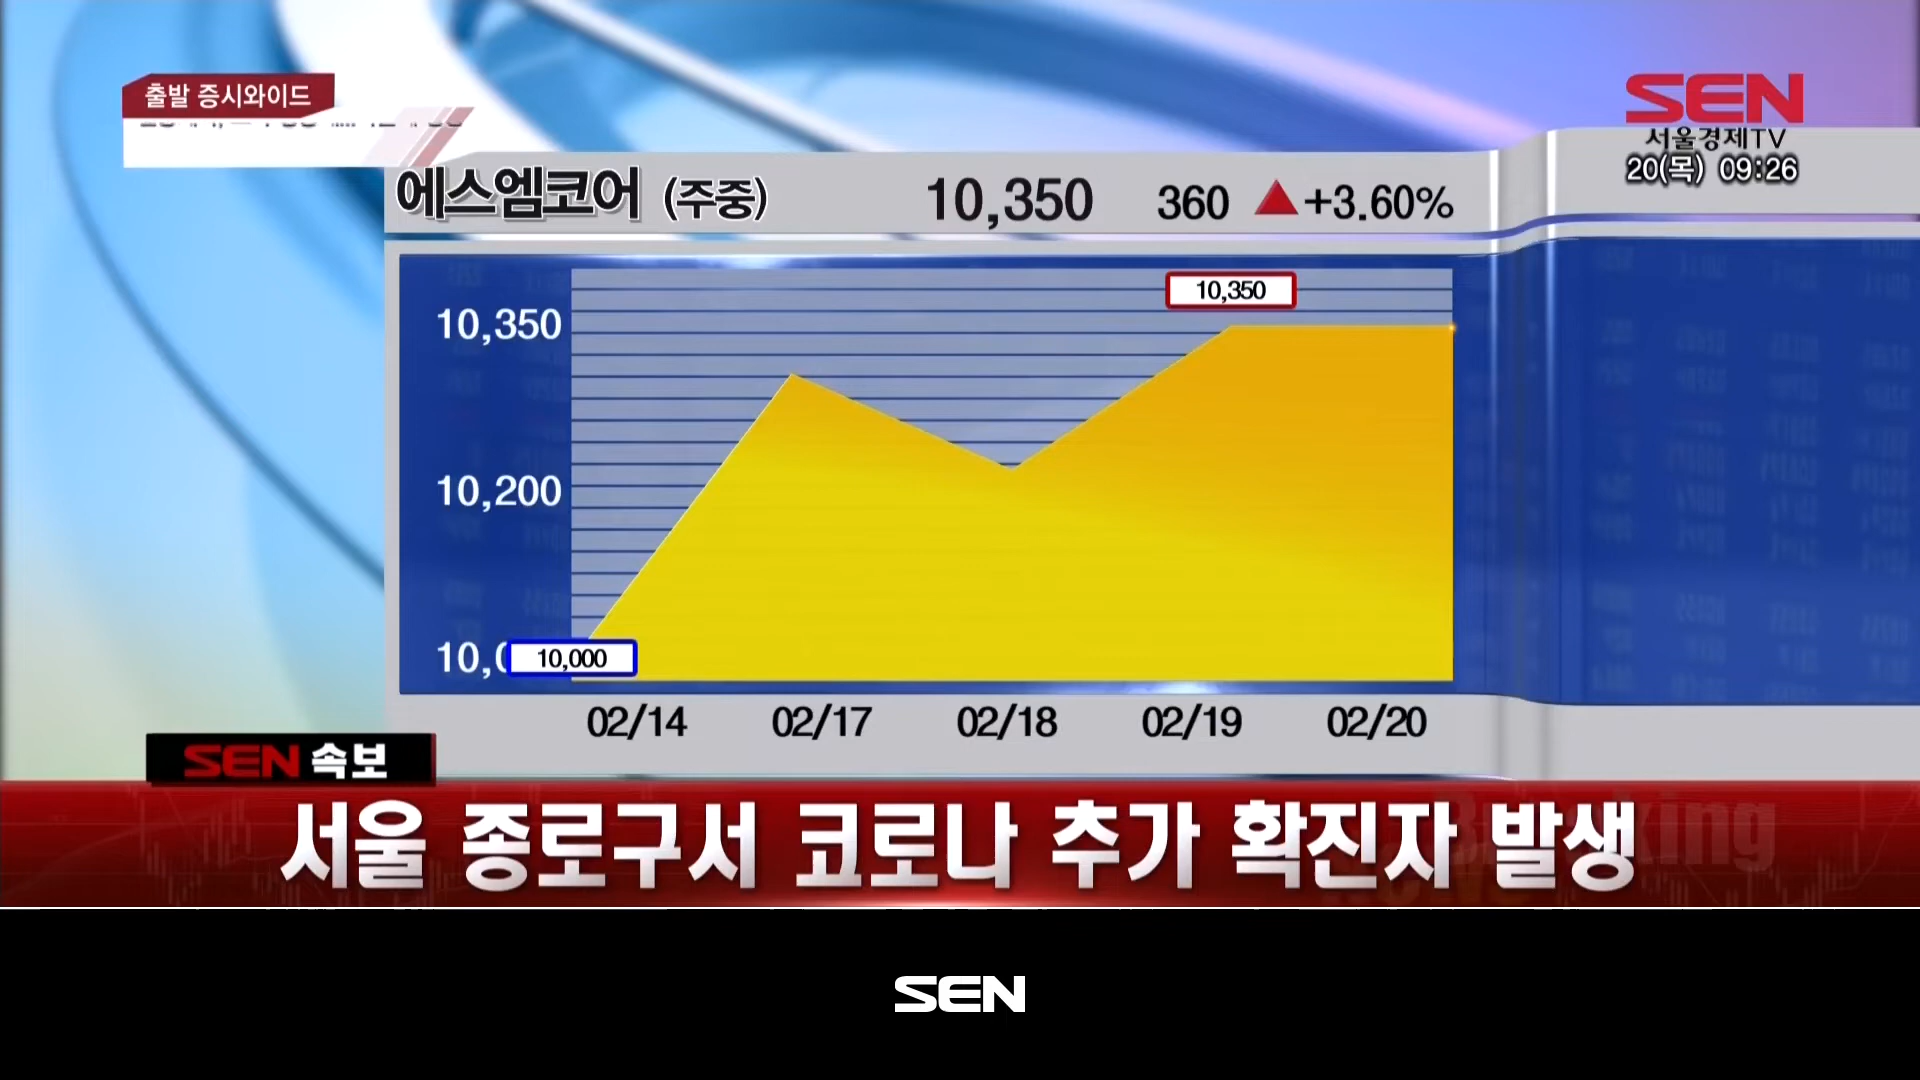 출발 증시와이드
SEN
서울경제TV
20(목) 09:26
에스엠코어 (주중) 10,350 360 ▲+3.60%
10,350
10,350
10,200
10,000
02/14 02/17 02/18 02/19 02/20
SEN 속보
서울 종로구서 코로나 추가 확진자 발생
SEN